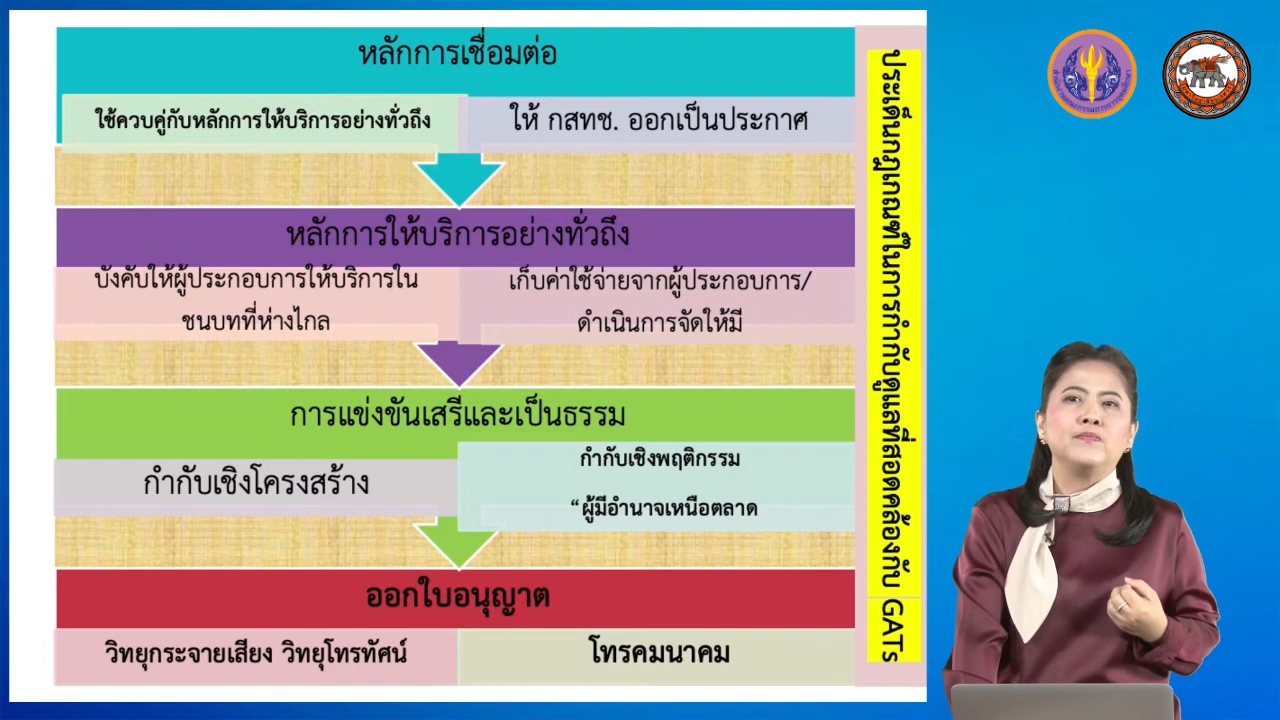 หลักการเชื่อมต่อ
ใช้ควบคู่กับหลักการให้บริการอย่างทั่วถึง
ให้ กสทช. ออกเป็นประกาศ
หลักการให้บริการอย่างทั่วถึง
บังคับให้ผู้ประกอบการให้บริการใน
ชนบทที่ห่างไกล
เก็บค่าใช้จ่ายจากผู้ประกอบการ/
ดำเนินการจัดให้มี
การแข่งขันเสรีและเป็นธรรม
กำกับเชิงโครงสร้าง
กำกับเชิงพฤติกรรม
“ผู้มีอำนาจเหนือตลาด
ออกใบอนุญาต
วิทยุกระจายเสียง วิทยุโทรทัศน์
โทรคมนาคม
ประเด็นกฎเกณฑ์ในการกำกับดูแลที่สอดคล้องกับ GATs